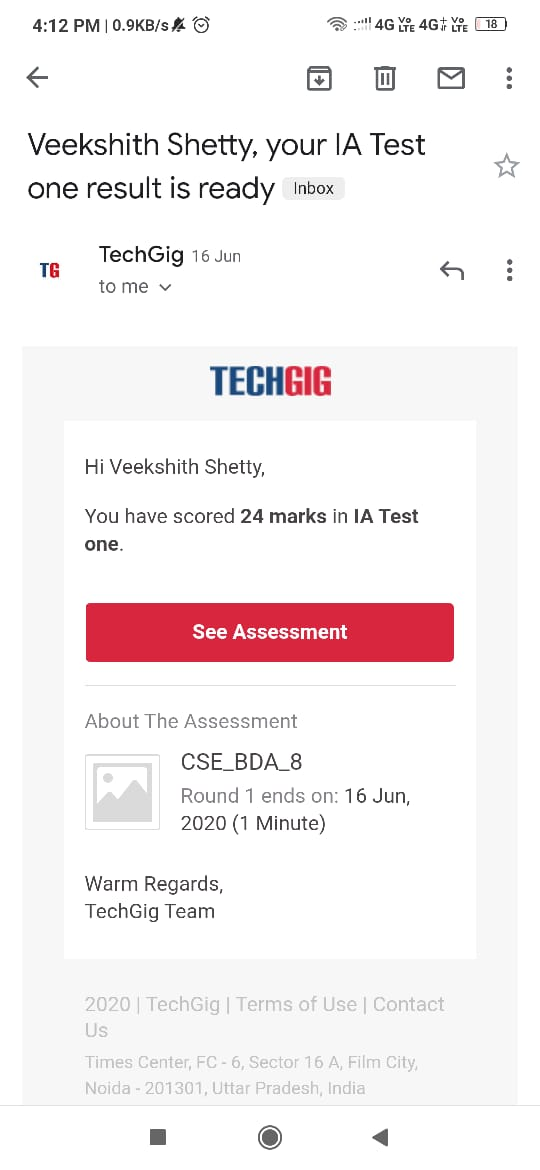 4:12 PM | 0.9KB/s 4G Vo LTE 4G+ Vo LTE 18
Veekshith Shetty, your IA Test
one result is ready Inbox
TG
TechGig 16 Jun
to me
TECHGIG
Hi Veekshith Shetty,
You have scored 24 marks in IA Test
one.
See Assessment
About The Assessment
CSE_BDA_8
Round 1 ends on: 16 Jun,
2020 (1 Minute)
Warm Regards,
TechGig Team
2020 | TechGig | Terms of Use | Contact
Us
Times Center, FC - 6, Sector 16 A, Film City,
Noida - 201301, Uttar Pradesh, India